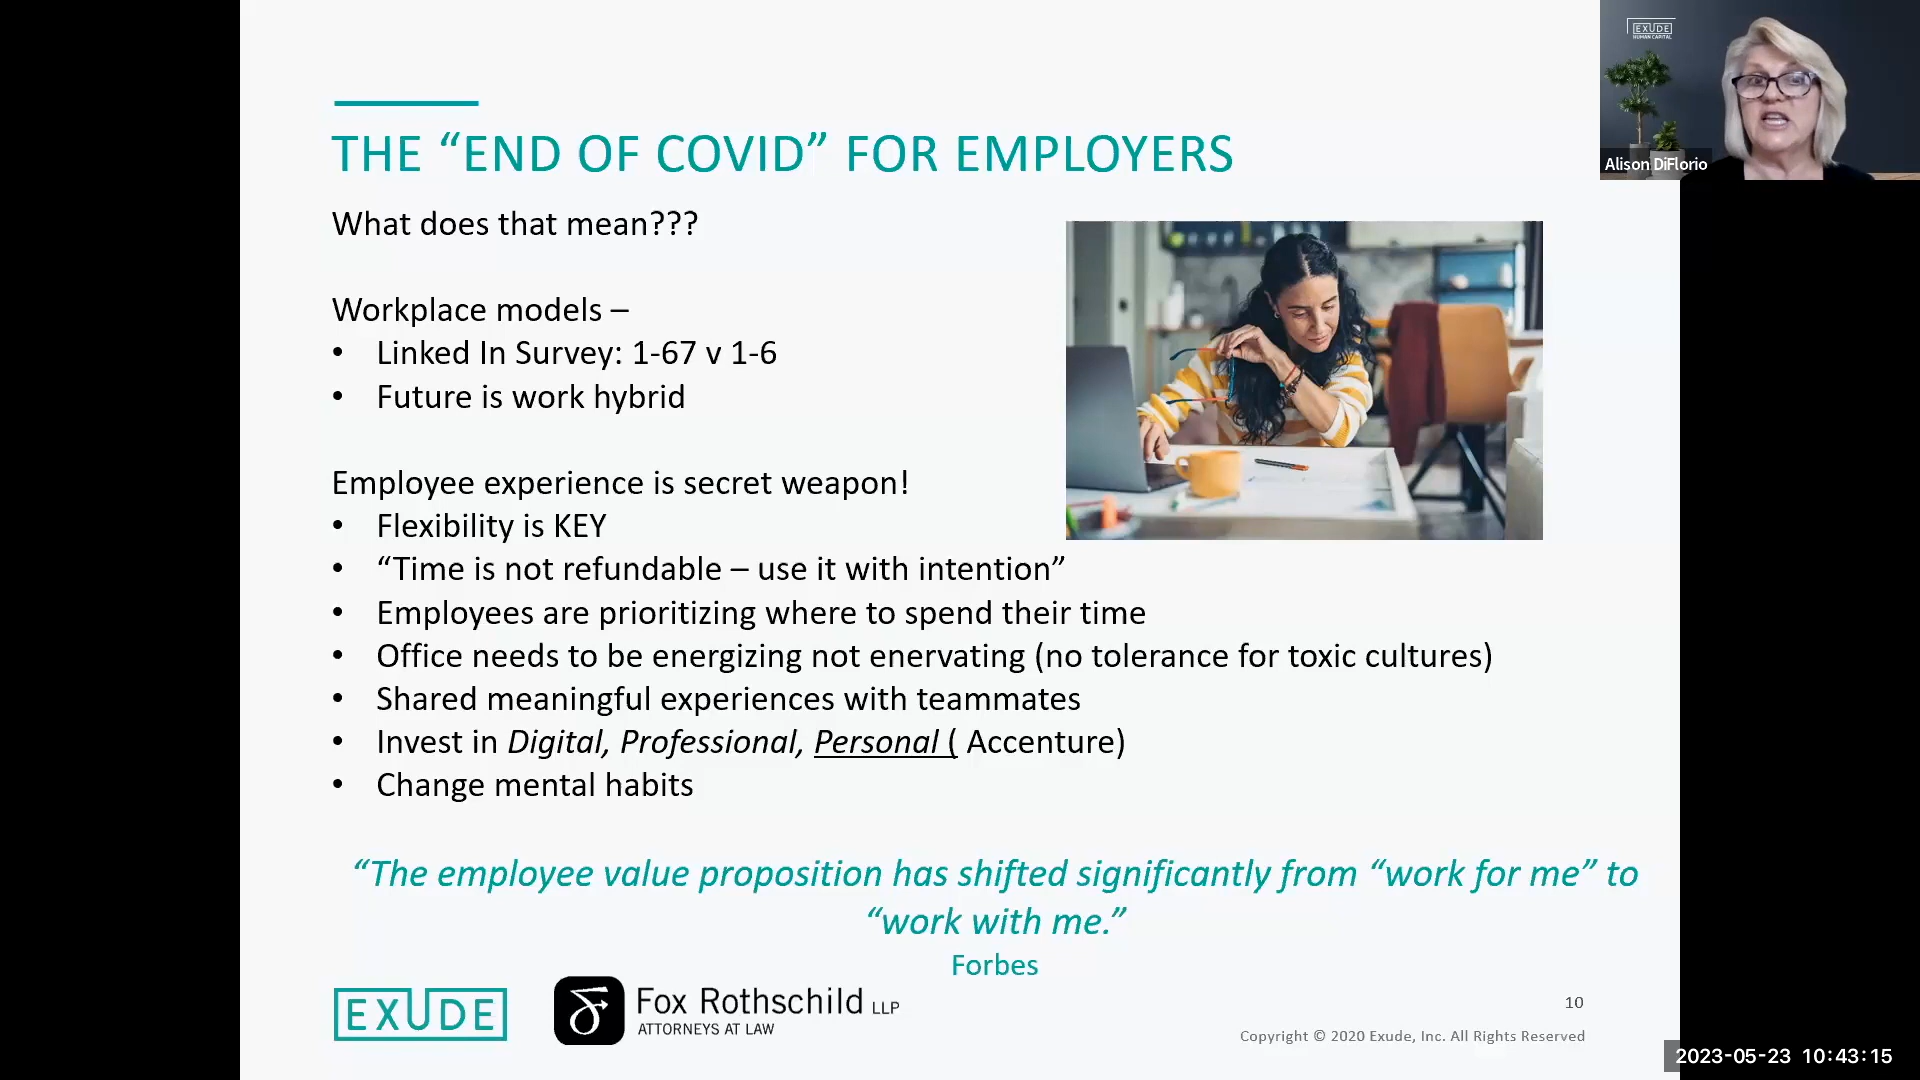 EXUDE
HUMAN CAPITAL
Alison DiFlorio
THE “END OF COVID” FOR EMPLOYERS
What does that mean???
Workplace models –
• Linked In Survey: 1-67 v 1-6
• Future is work hybrid
Employee experience is secret weapon!
• Flexibility is KEY
• “Time is not refundable – use it with intention”
• Employees are prioritizing where to spend their time
• Office needs to be energizing not enervating (no tolerance for toxic cultures)
• Shared meaningful experiences with teammates
• Invest in Digital, Professional, Personal ( Accenture)
• Change mental habits
“The employee value proposition has shifted significantly from “work for me” to
“work with me.”
Forbes
EXUDE
Fox Rothschild LLP
ATTORNEYS AT LAW
10
Copyright © 2020 Exude, Inc. All Rights Reserved
2023-05-23 10:43:15